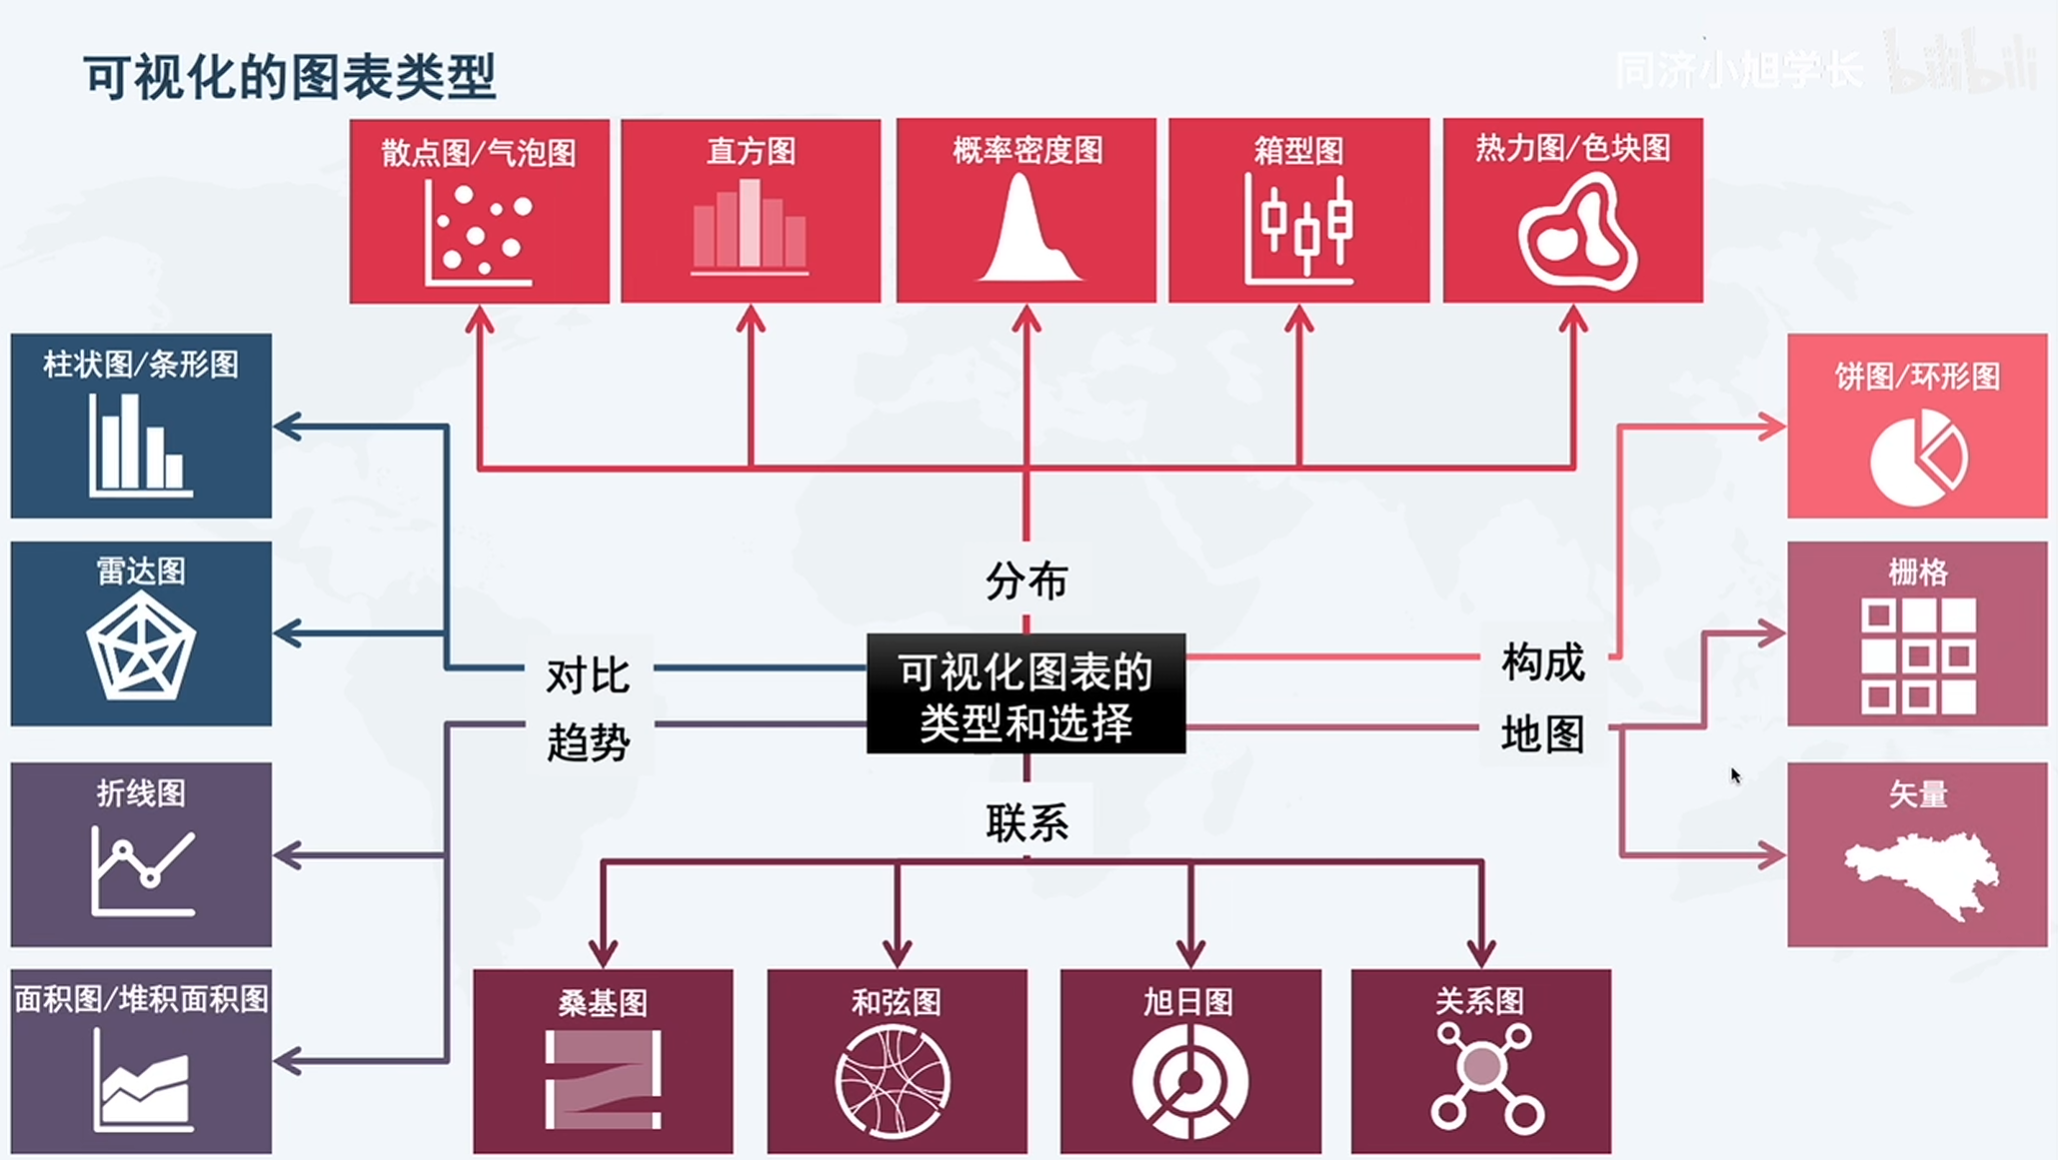 可视化的图表类型
同济小旭学长 bilibili
散点图/气泡图
直方图
概率密度图
箱型图
热力图/色块图
柱状图/条形图
雷达图
折线图
面积图/堆积面积图
分布
对比
趋势
可视化图表的
类型和选择
构成
地图
联系
饼图/环形图
栅格
矢量
桑基图
和弦图
旭日图
关系图